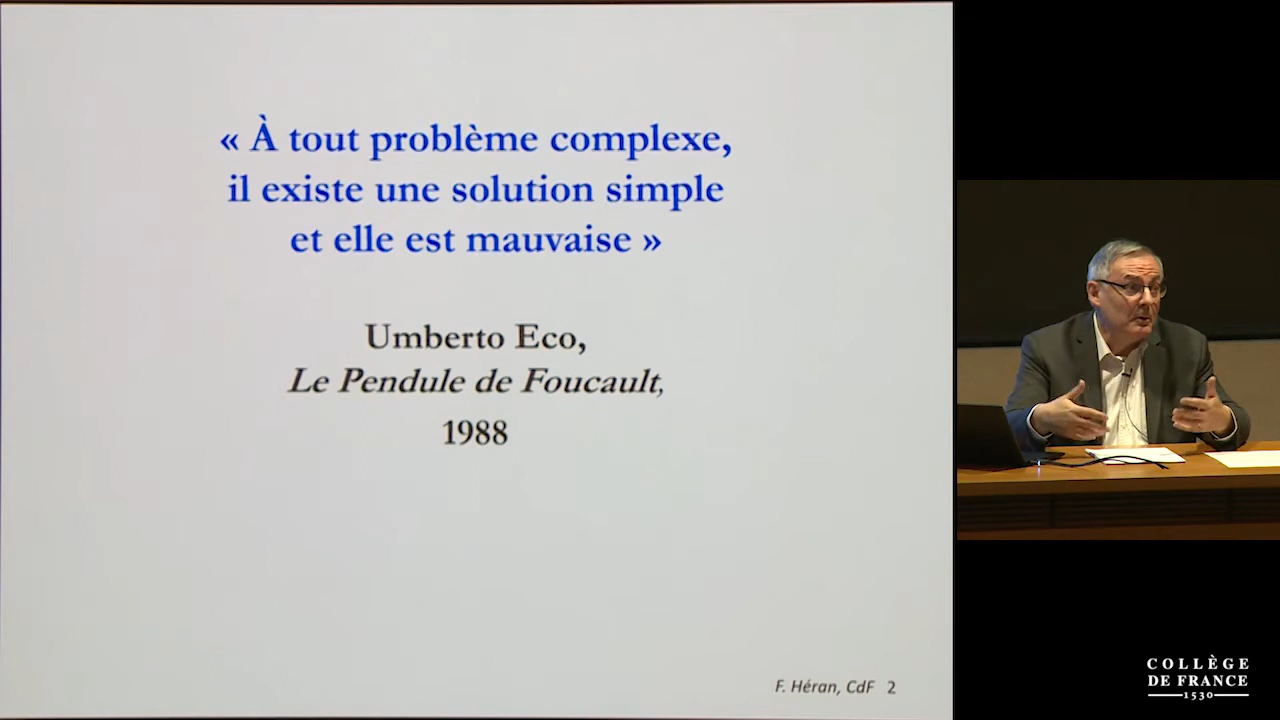 « À tout problème complexe,
il existe une solution simple
et elle est mauvaise »
Umberto Eco,
Le Pendule de Foucault,
1988
F. Héran, CdF 2
COLLÈGE
DE FRANCE
1530